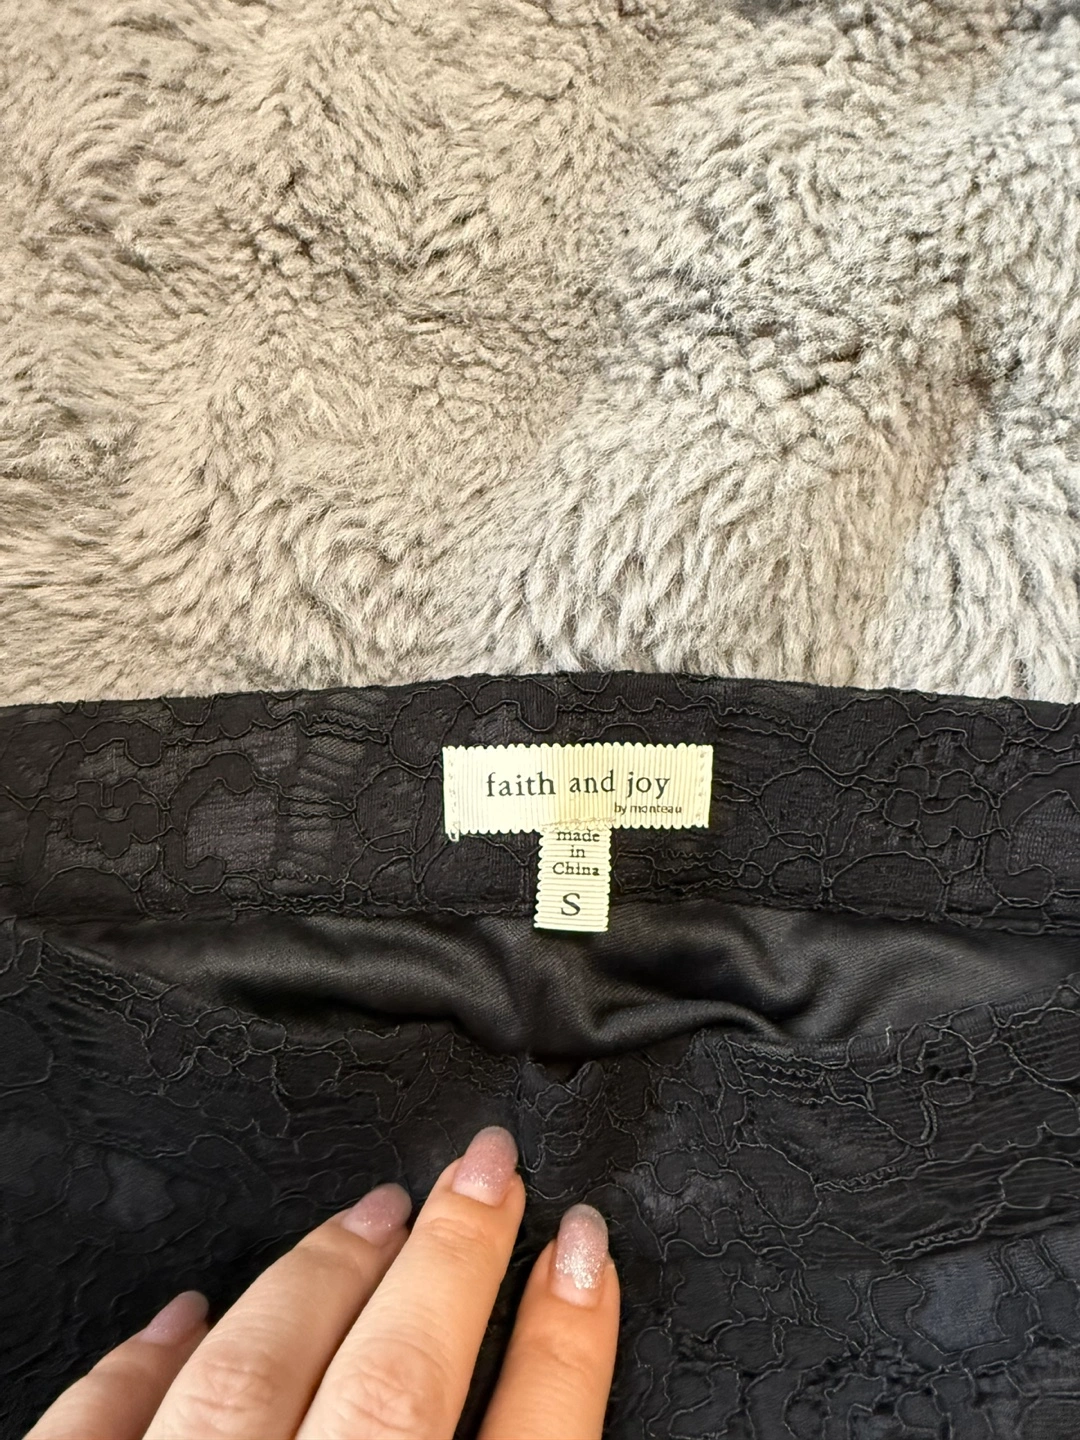 faith and joy
by monteau
made
in
China
S